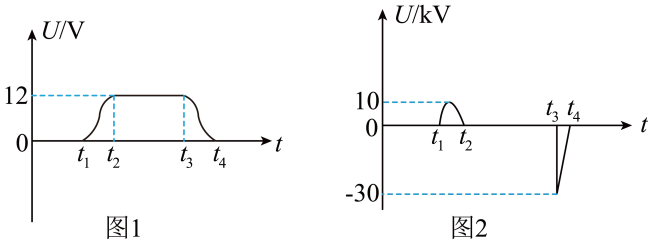 U/V
12
0
t₁ t₂ t₃ t₄ t
图1
U/kV
10
0
t₁ t₂ t₃ t₄ t
-30
图2